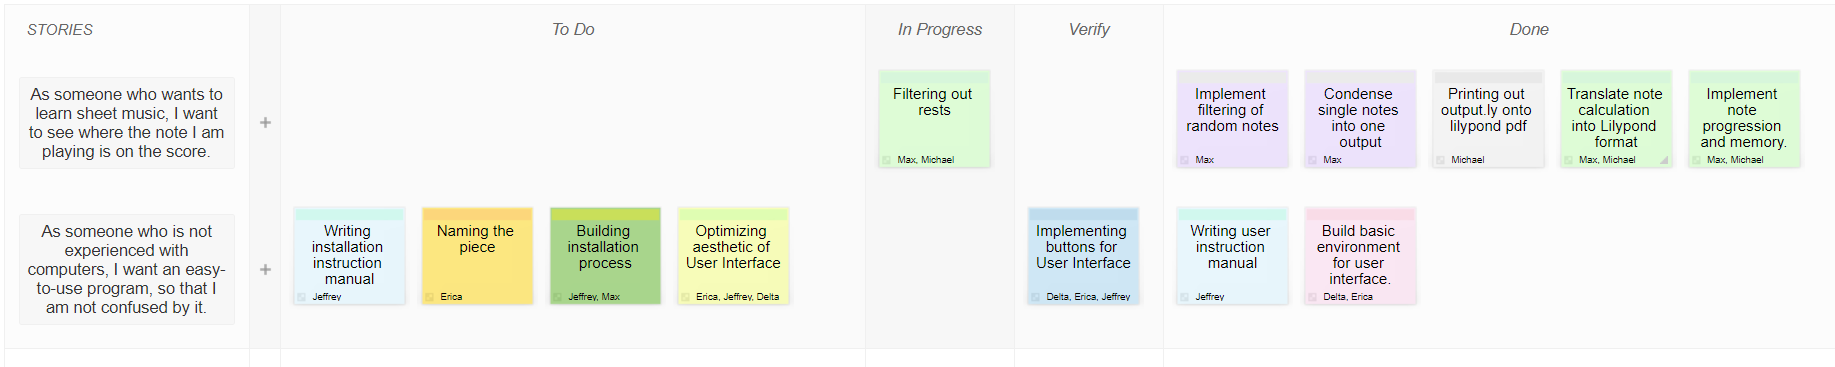 STORIES
To Do
In Progress
Verify
Done
As someone who wants to
learn sheet music, I want
to see where the note I am
playing is on the score.
+
Filtering out
rests
Max, Michael
Implement
filtering of
random notes
Max
Condense
single notes
into one
output
Max
Printing out
output.ly onto
lilypond pdf
Michael
Translate note
calculation
into Lilypond
format
Max, Michael
Implement
note
progression
and memory.
Max, Michael
As someone who is not
experienced with
computers, I want an easy-
to-use program, so that I
am not confused by it.
+
Writing
installation
instruction
manual
Jeffrey
Naming the
piece
Erica
Building
installation
process
Jeffrey, Max
Optimizing
aesthetic of
User Interface
Erica, Jeffrey, Delta
Implementing
buttons for
User Interface
Delta, Erica, Jeffrey
Writing user
instruction
manual
Jeffrey
Build basic
environment
for user
interface.
Delta, Erica